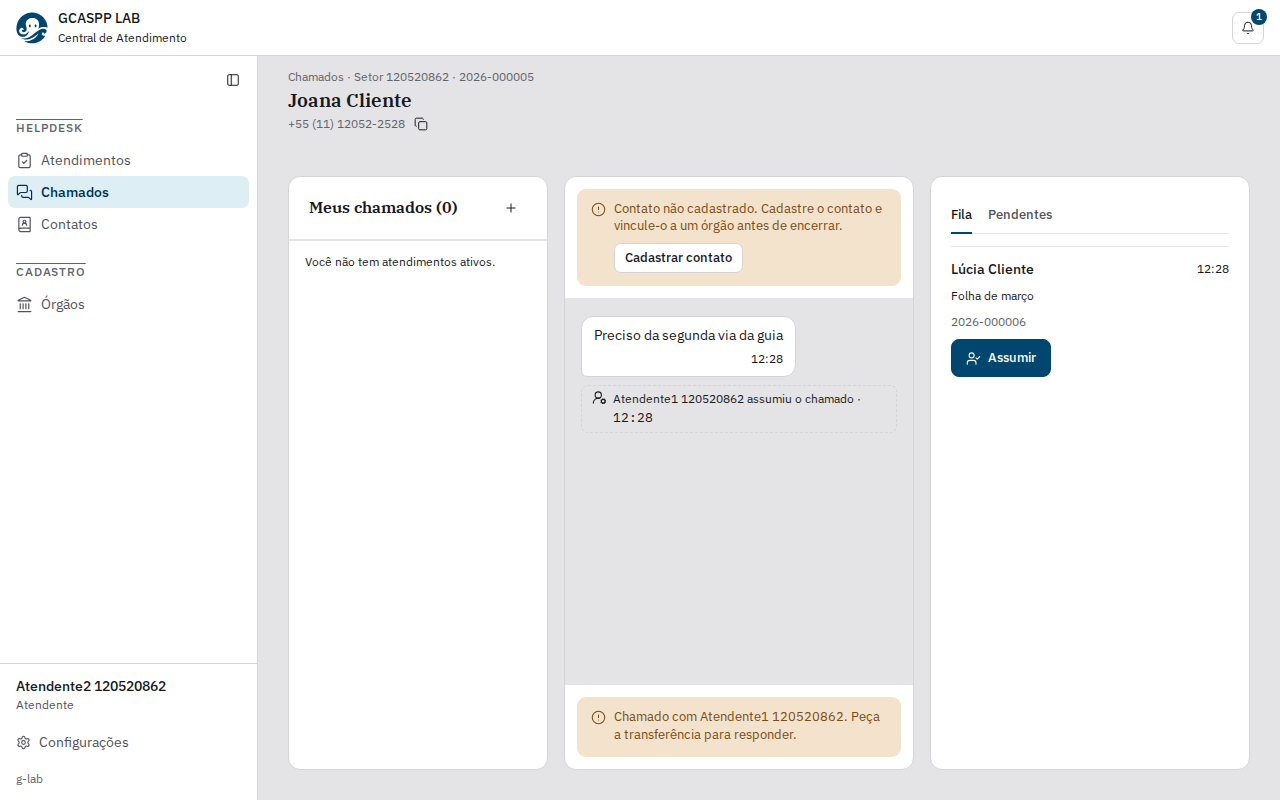 GCASPP LAB
Central de Atendimento
1
HELPDESK
Atendimentos
Chamados
Contatos
CADASTRO
Órgãos
Atendente2 120520862
Atendente
Configurações
g-lab
Chamados · Setor 120520862 · 2026-000005
Joana Cliente
+55 (11) 12052-2528
Meus chamados (0)
Você não tem atendimentos ativos.
Contato não cadastrado. Cadastre o contato e
vincule-o a um órgão antes de encerrar.
Cadastrar contato
Preciso da segunda via da guia
12:28
Atendente1 120520862 assumiu o chamado ·
12:28
Chamado com Atendente1 120520862. Peça
a transferência para responder.
Fila Pendentes
Lúcia Cliente 12:28
Folha de março
2026-000006
Assumir